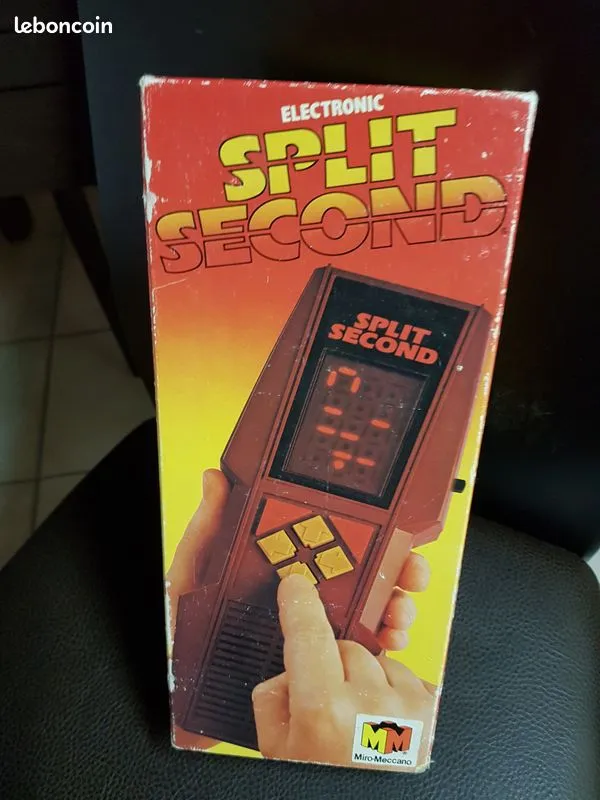 leboncoin
ELECTRONIC
SPLIT
SECOND
SPLIT
SECOND
MM
Miro-Meccano